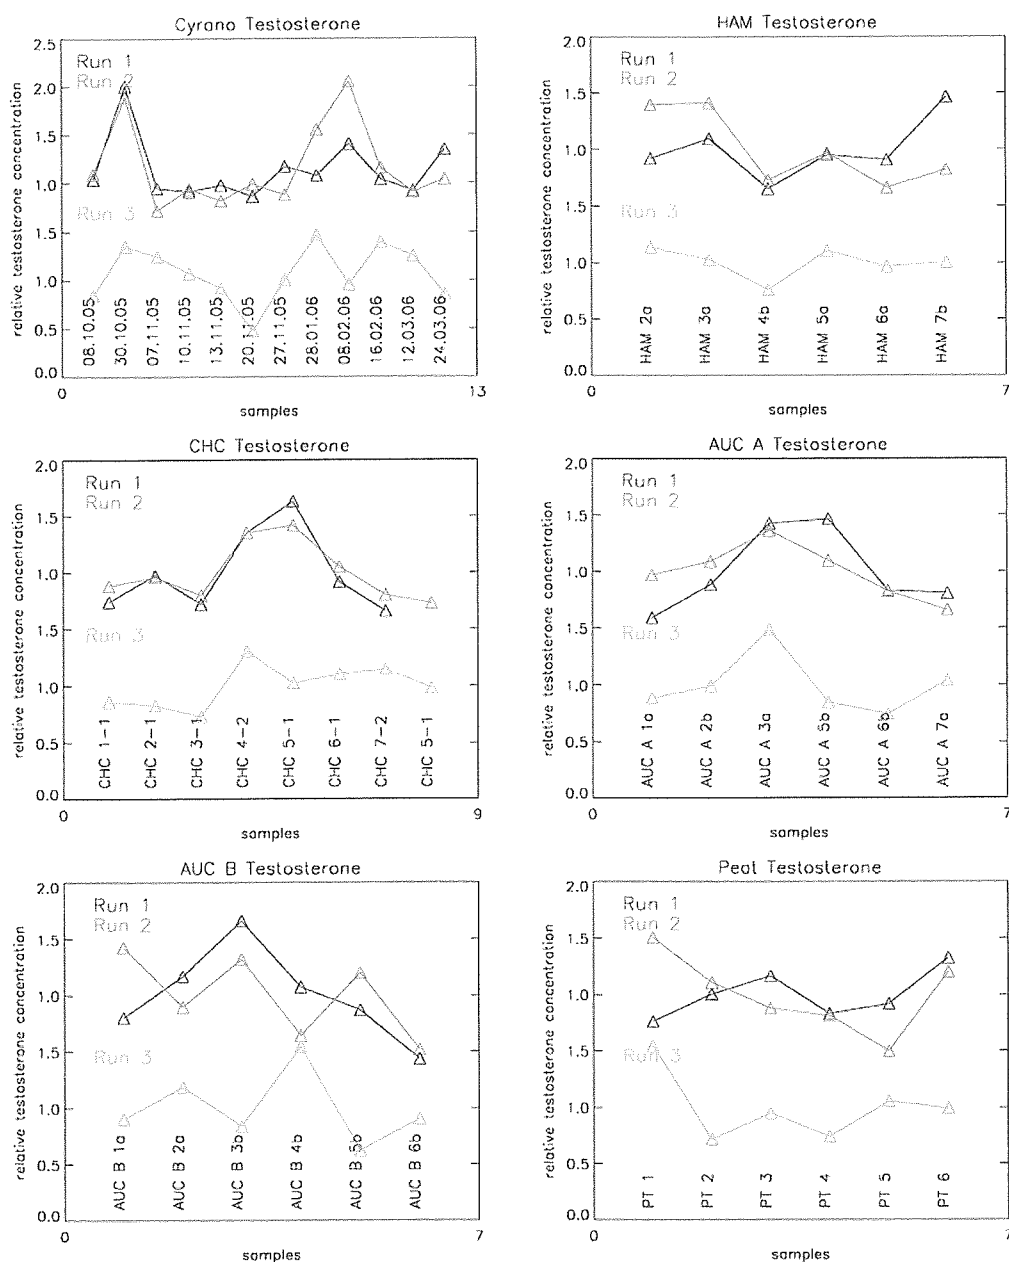 Cyrano Testosterone
relative testosterone concentration
2.5
2.0
1.5
1.0
1.5
1.0
0.5
0.0
Run 1
Run 2
Run 3
08.10.05
30.10.05
07.11.05
10.11.05
13.11.05
20.11.05
27.11.05
28.01.06
08.02.06
16.02.06
12.03.06
24.03.06
0
13
samples
HAM Testosterone
relative testosterone concentration
2.0
1.5
1.0
1.5
1.0
0.5
0.0
Run 1
Run 2
Run 3
HAM 2a
HAM 3a
HAM 4b
HAM 5a
HAM 6a
HAM 7b
0
7
samples
CHC Testosterone
relative testosterone concentration
2.0
1.5
1.0
1.5
1.0
0.5
0.0
Run 1
Run 2
Run 3
CHC 1-1
CHC 2-1
CHC 3-1
CHC 4-2
CHC 5-1
CHC 6-1
CHC 7-2
CHC 5-1
0
9
samples
AUC A Testosterone
relative testosterone concentration
2.0
1.5
1.0
1.5
1.0
0.5
0.0
Run 1
Run 2
Run 3
AUC A 1a
AUC A 2b
AUC A 3a
AUC A 5b
AUC A 6b
AUC A 7a
0
7
samples
AUC B Testosterone
relative testosterone concentration
2.0
1.5
1.0
1.5
1.0
0.5
0.0
Run 1
Run 2
Run 3
AUC B 1a
AUC B 2a
AUC B 3b
AUC B 4b
AUC B 5b
AUC B 6b
0
7
samples
Peat Testosterone
relative testosterone concentration
2.0
1.5
1.0
1.5
1.0
0.5
0.0
Run 1
Run 2
Run 3
PT 1
PT 2
PT 3
PT 4
PT 5
PT 6
0
7
samples